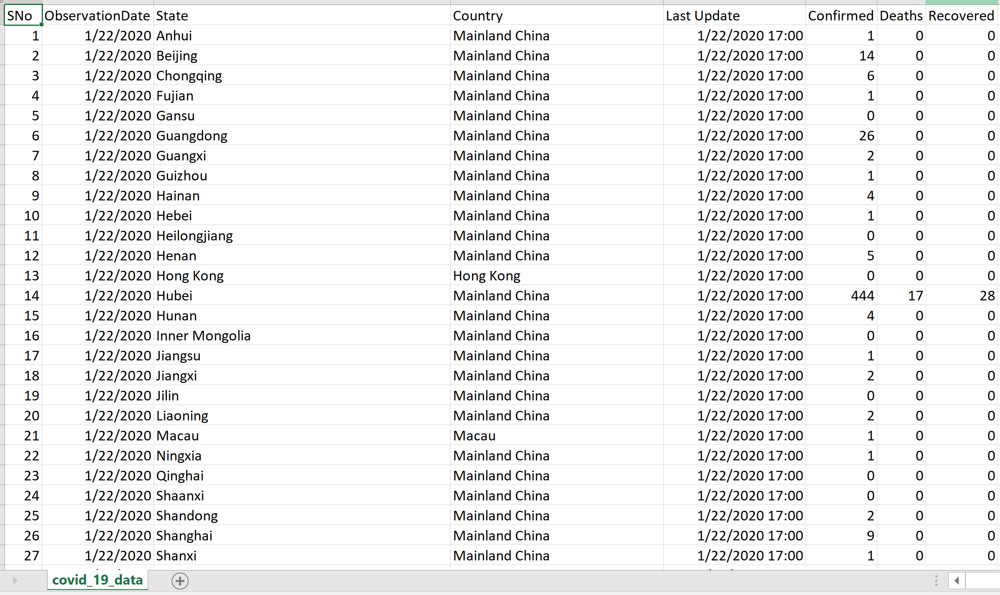 SNo ObservationDate State Country Last Update Confirmed Deaths Recovered
1 1/22/2020 Anhui Mainland China 1/22/2020 17:00 1 0 0
2 1/22/2020 Beijing Mainland China 1/22/2020 17:00 14 0 0
3 1/22/2020 Chongqing Mainland China 1/22/2020 17:00 6 0 0
4 1/22/2020 Fujian Mainland China 1/22/2020 17:00 1 0 0
5 1/22/2020 Gansu Mainland China 1/22/2020 17:00 0 0 0
6 1/22/2020 Guangdong Mainland China 1/22/2020 17:00 26 0 0
7 1/22/2020 Guangxi Mainland China 1/22/2020 17:00 2 0 0
8 1/22/2020 Guizhou Mainland China 1/22/2020 17:00 1 0 0
9 1/22/2020 Hainan Mainland China 1/22/2020 17:00 4 0 0
10 1/22/2020 Hebei Mainland China 1/22/2020 17:00 1 0 0
11 1/22/2020 Heilongjiang Mainland China 1/22/2020 17:00 0 0 0
12 1/22/2020 Henan Mainland China 1/22/2020 17:00 5 0 0
13 1/22/2020 Hong Kong Hong Kong 1/22/2020 17:00 0 0 0
14 1/22/2020 Hubei Mainland China 1/22/2020 17:00 444 17 28
15 1/22/2020 Hunan Mainland China 1/22/2020 17:00 4 0 0
16 1/22/2020 Inner Mongolia Mainland China 1/22/2020 17:00 0 0 0
17 1/22/2020 Jiangsu Mainland China 1/22/2020 17:00 1 0 0
18 1/22/2020 Jiangxi Mainland China 1/22/2020 17:00 2 0 0
19 1/22/2020 Jilin Mainland China 1/22/2020 17:00 0 0 0
20 1/22/2020 Liaoning Mainland China 1/22/2020 17:00 2 0 0
21 1/22/2020 Macau Macau 1/22/2020 17:00 1 0 0
22 1/22/2020 Ningxia Mainland China 1/22/2020 17:00 1 0 0
23 1/22/2020 Qinghai Mainland China 1/22/2020 17:00 0 0 0
24 1/22/2020 Shaanxi Mainland China 1/22/2020 17:00 0 0 0
25 1/22/2020 Shandong Mainland China 1/22/2020 17:00 2 0 0
26 1/22/2020 Shanghai Mainland China 1/22/2020 17:00 9 0 0
27 1/22/2020 Shanxi Mainland China 1/22/2020 17:00 1 0 0
covid_19_data